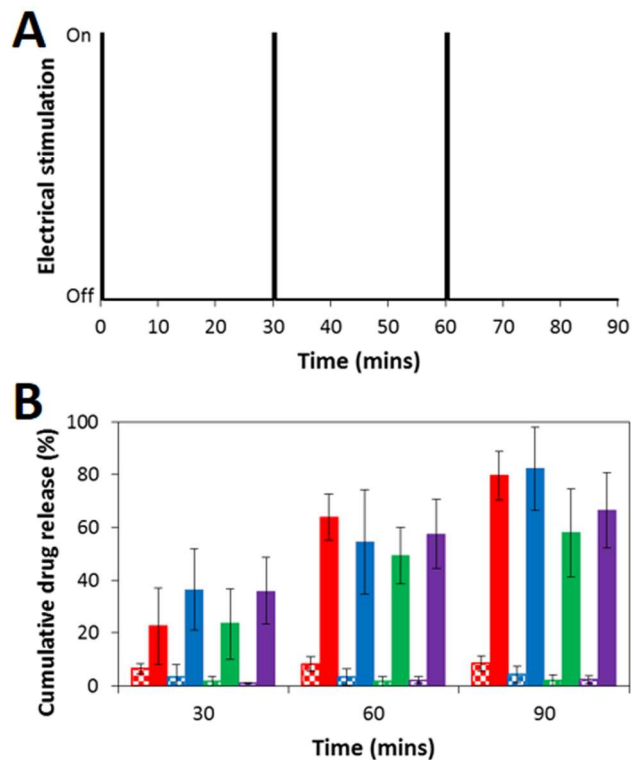 A
On
Electrical stimulation
Off
0 10 20 30 40 50 60 70 80 90
Time (mins)
B
100
80
60
40
20
0
Cumulative drug release (%)
30 60 90
Time (mins)